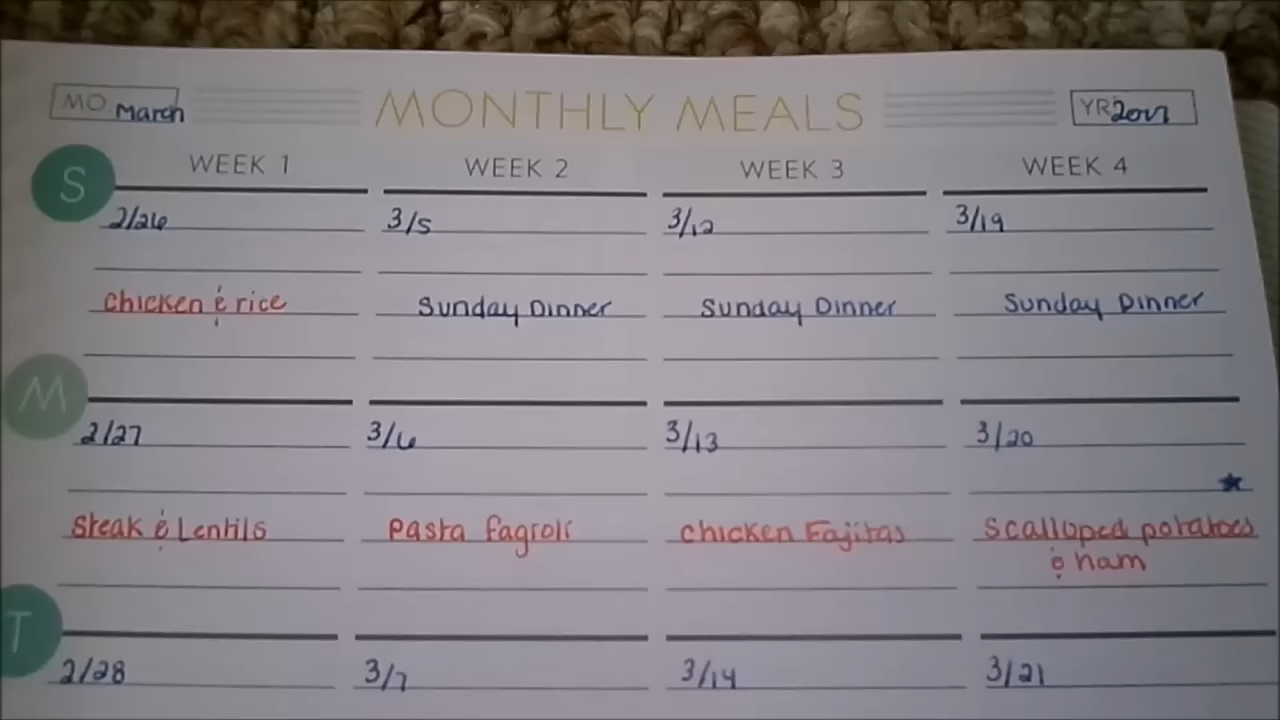 MO March MONTHLY MEALS YR 2017
WEEK 1 WEEK 2 WEEK 3 WEEK 4
S
2/26 3/5 3/12 3/19
Chicken & rice Sunday Dinner Sunday Dinner Sunday Dinner
M
2/27 3/6 3/13 3/20
Steak & Lentils Pasta fagioli Chicken Fajitas Scalloped potatoes
& ham
T
2/28 3/7 3/14 3/21